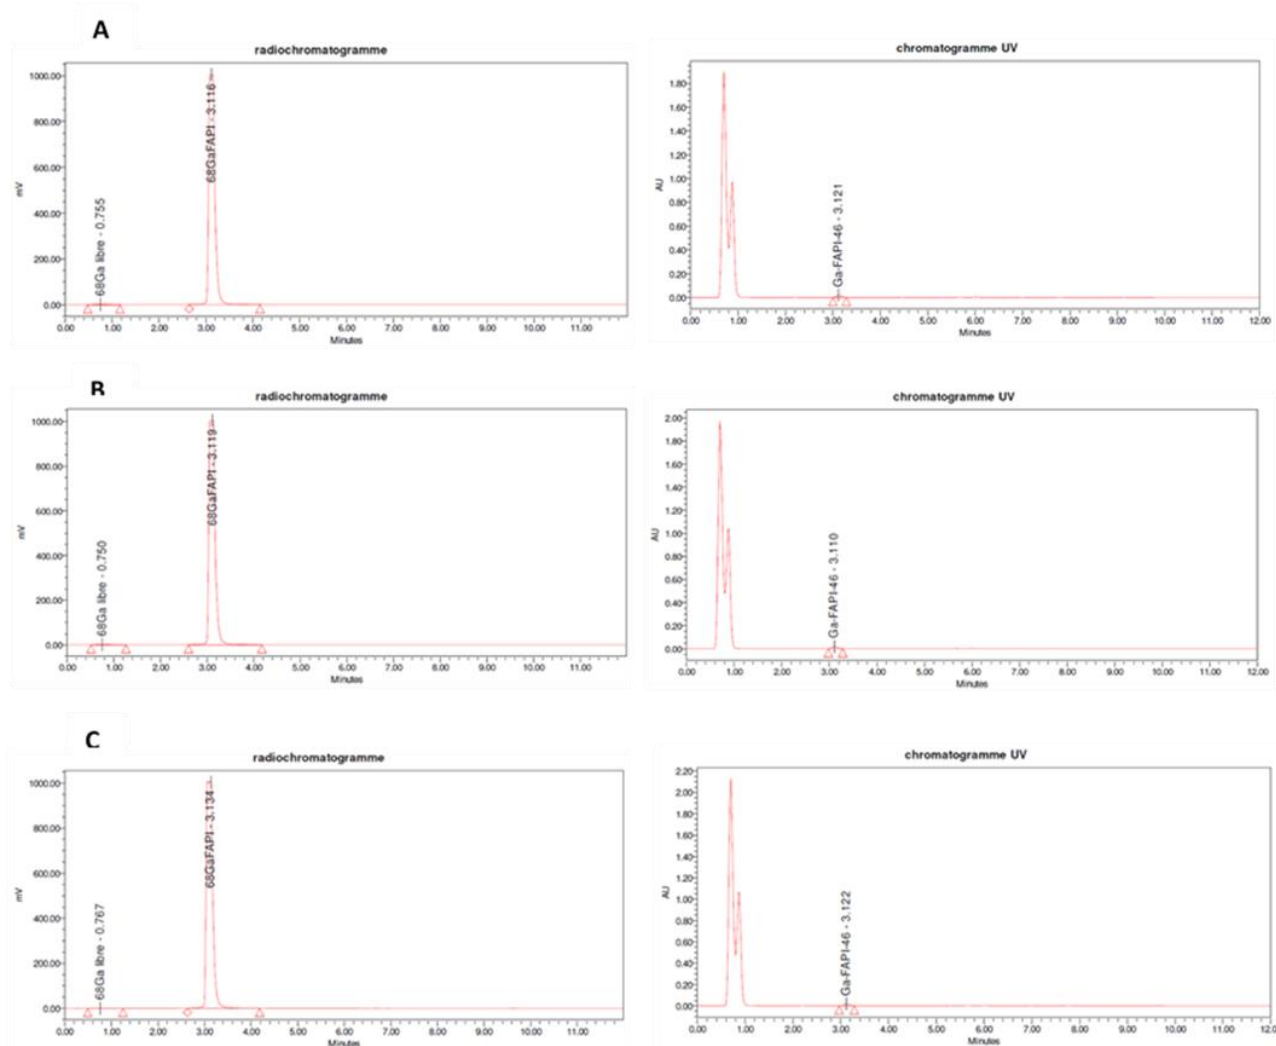 A
radiochromatogramme
1000.00
800.00
600.00
400.00
200.00
0.00
mV
68Ga libre - 0.755
68GaFAPI - 3.116
0.00 1.00 2.00 3.00 4.00 5.00 6.00 7.00 8.00 9.00 10.00 11.00
Minutes
chromatogramme UV
1.80
1.60
1.40
1.20
1.00
0.80
0.60
0.40
0.20
0.00
AU
Ga-FAPI-46 - 3.121
0.00 1.00 2.00 3.00 4.00 5.00 6.00 7.00 8.00 9.00 10.00 11.00 12.00
Minutes
B
radiochromatogramme
1000.00
800.00
600.00
400.00
200.00
0.00
mV
68Ga libre - 0.750
68GaFAPI - 3.119
0.00 1.00 2.00 3.00 4.00 5.00 6.00 7.00 8.00 9.00 10.00 11.00
Minutes
chromatogramme UV
2.00
1.80
1.60
1.40
1.20
1.00
0.80
0.60
0.40
0.20
0.00
AU
Ga-FAPI-46 - 3.110
0.00 1.00 2.00 3.00 4.00 5.00 6.00 7.00 8.00 9.00 10.00 11.00 12.00
Minutes
C
radiochromatogramme
1000.00
800.00
600.00
400.00
200.00
0.00
mV
68Ga libre - 0.767
68GaFAPI - 3.134
0.00 1.00 2.00 3.00 4.00 5.00 6.00 7.00 8.00 9.00 10.00 11.00
Minutes
chromatogramme UV
2.20
2.00
1.80
1.60
1.40
1.20
1.00
0.80
0.60
0.40
0.20
0.00
AU
Ga-FAPI-46 - 3.122
0.00 1.00 2.00 3.00 4.00 5.00 6.00 7.00 8.00 9.00 10.00 11.00 12.00
Minutes